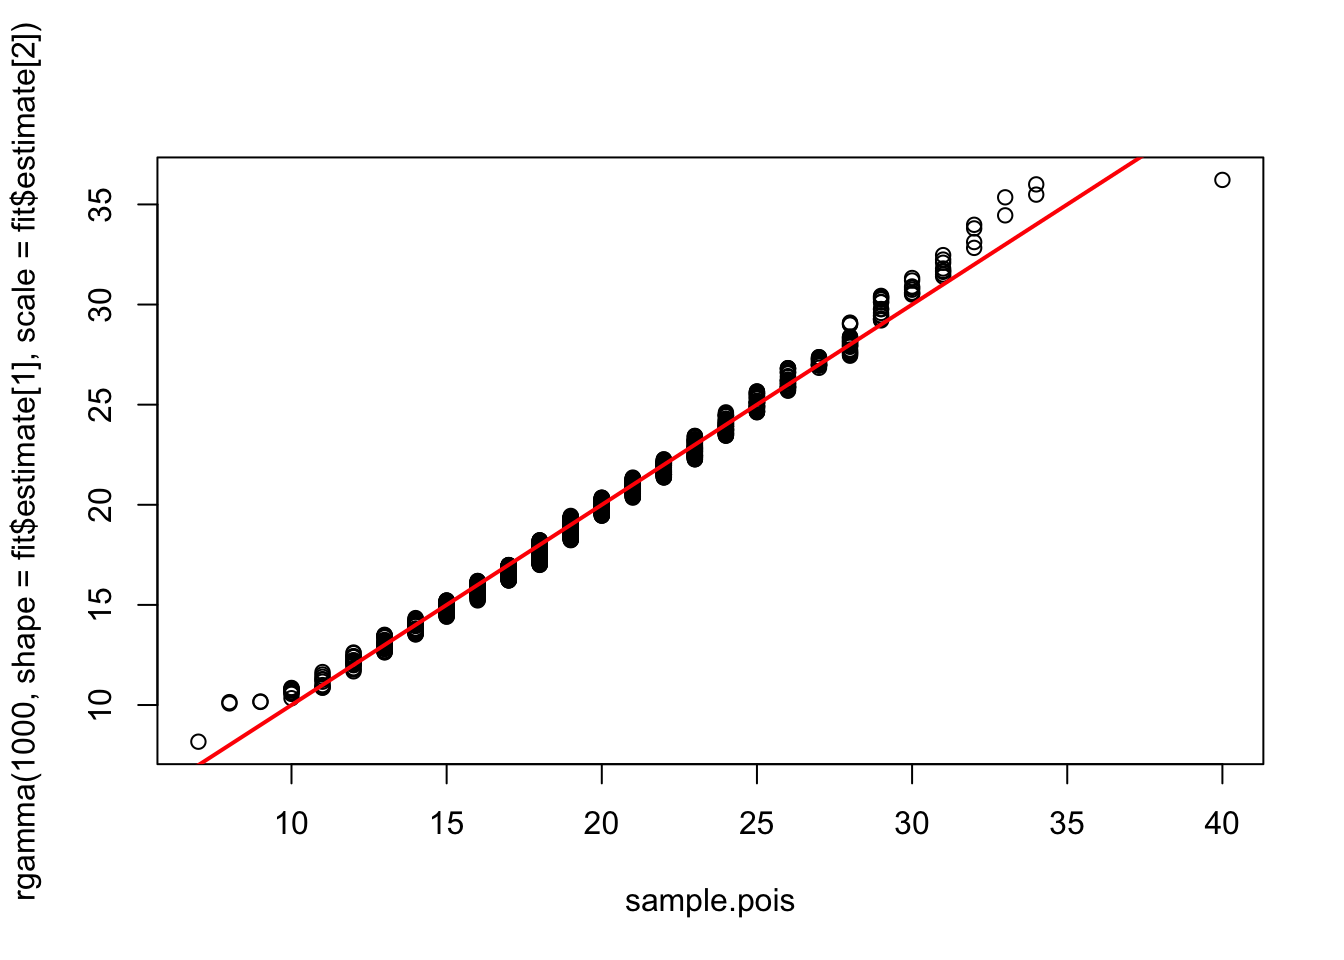 rgamma(1000, shape = fit$estimate[1], scale = fit$estimate[2])
35
30
25
20
15
10
10 15 20 25 30 35 40
sample.pois